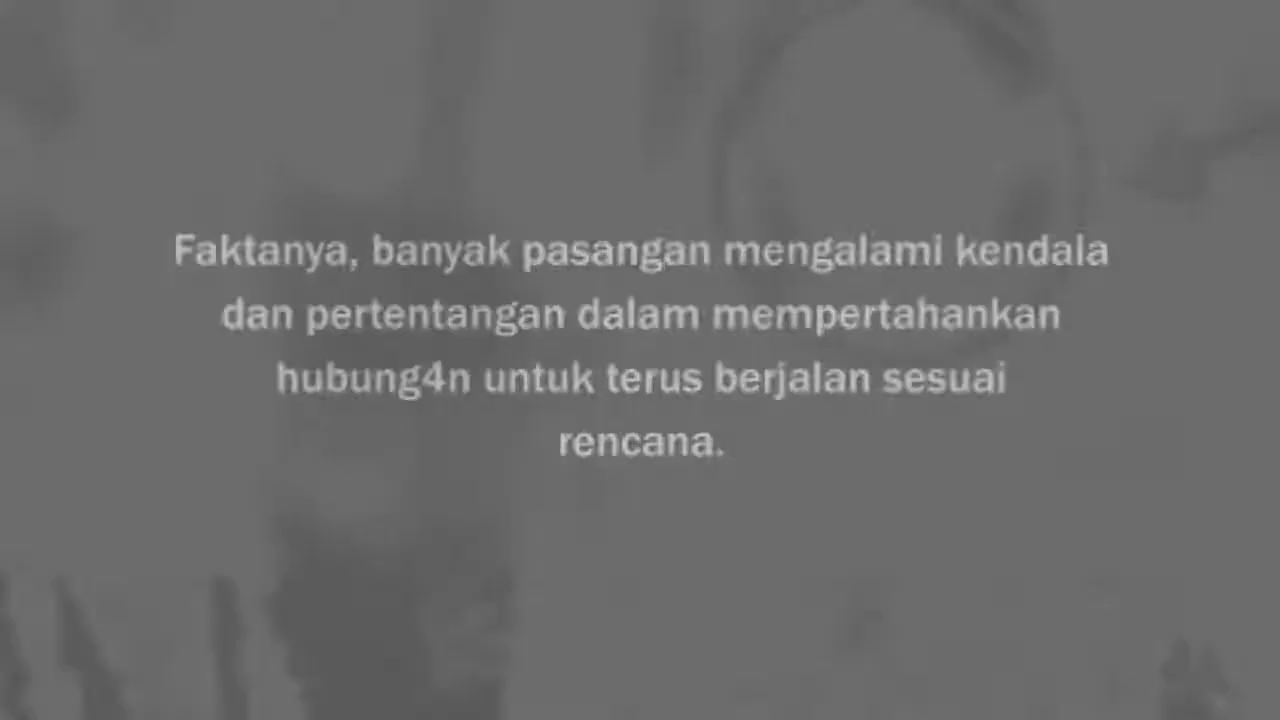 Faktanya, banyak pasangan mengalami kendala
dan pertentangan dalam mempertahankan
hubung4n untuk terus berjalan sesuai
rencana.